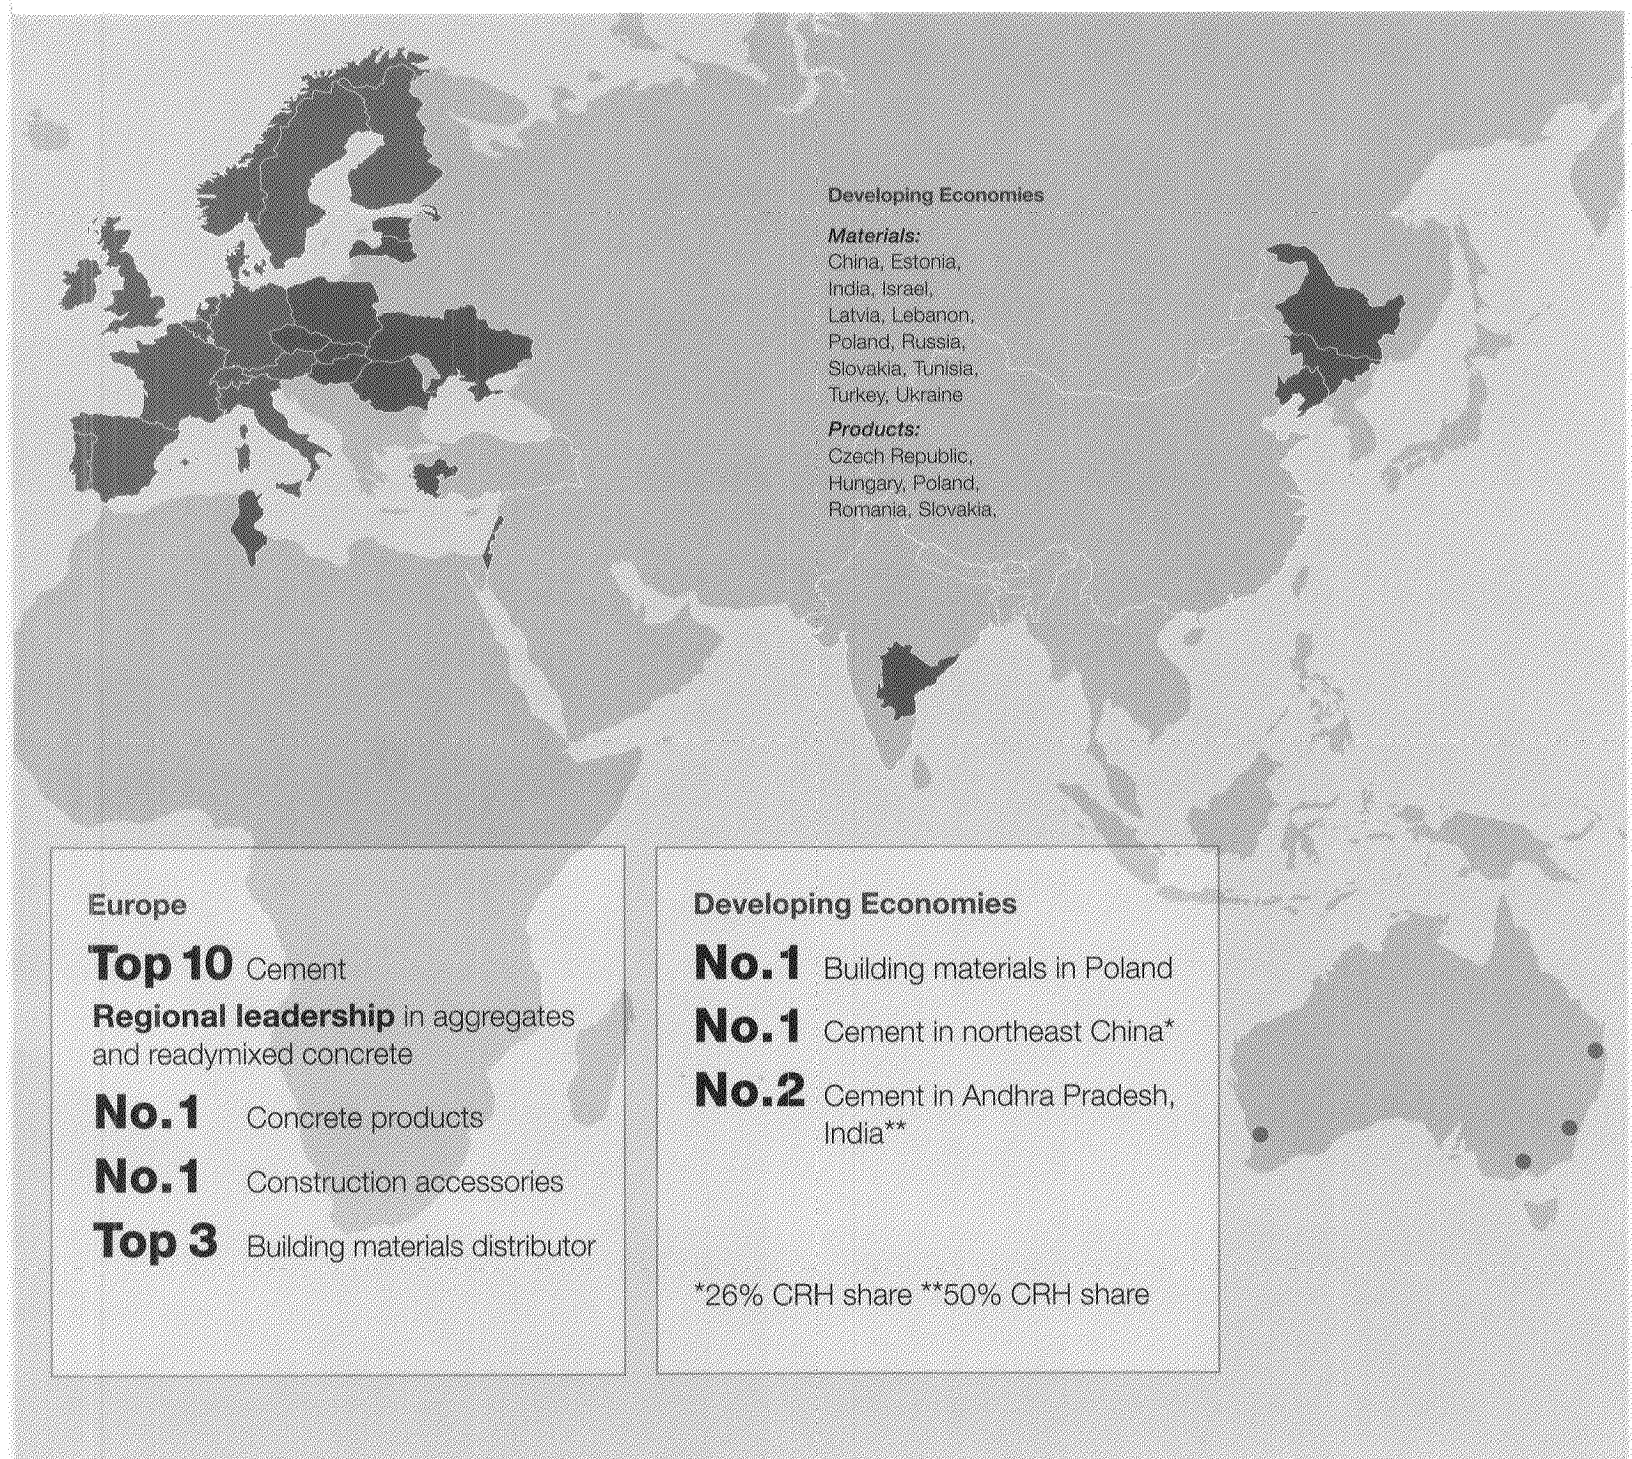 Developing Economies
Materials:
China, Estonia,
India, Israel,
Latvia, Lebanon,
Poland, Russia,
Slovakia, Tunisia,
Turkey, Ukraine
Products:
Czech Republic,
Hungary, Poland,
Romania, Slovakia,
Europe
Top 10 Cement
Regional leadership in aggregates
and readymixed concrete
No.1 Concrete products
No.1 Construction accessories
Top 3 Building materials distributor
Developing Economies
No.1 Building materials in Poland
No.1 Cement in northeast China*
No.2 Cement in Andhra Pradesh,
India**
*26% CRH share **50% CRH share